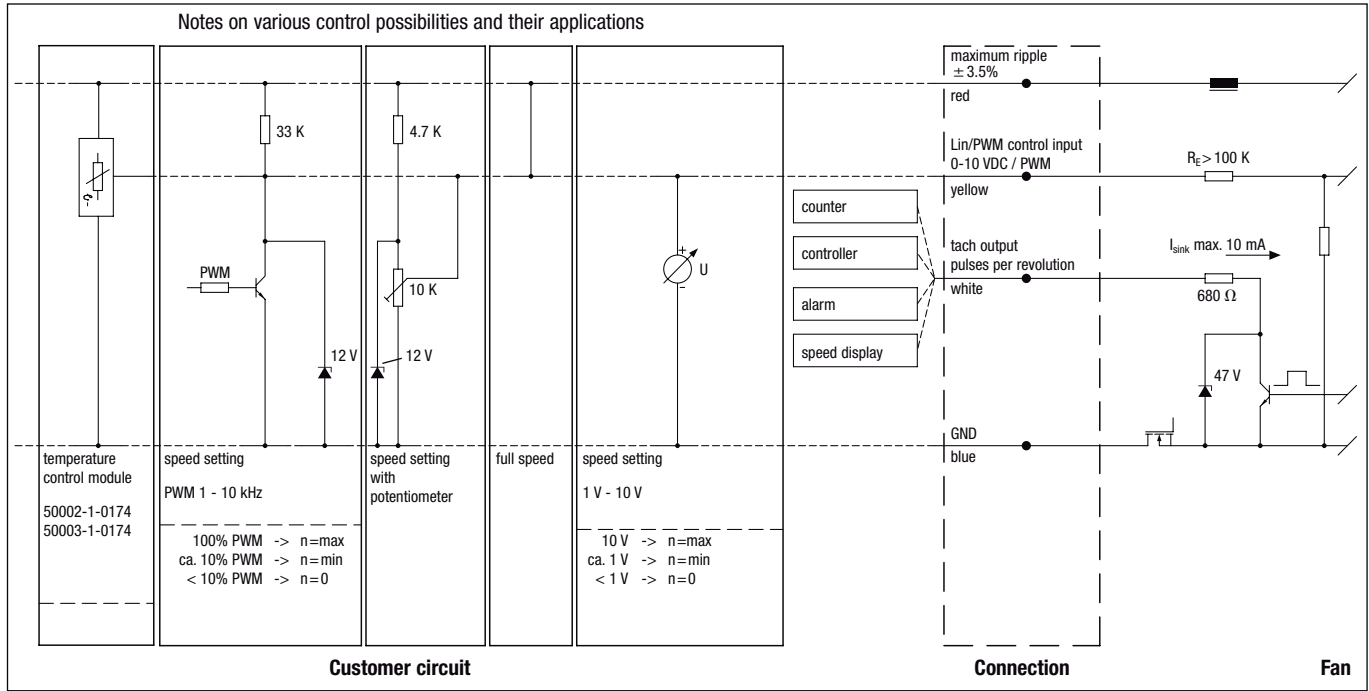 Notes on various control possibilities and their applications
maximum ripple
± 3.5%
red
33 K
4.7 K
Lin/PWM control input
0-10 VDC / PWM
yellow
R_E > 100 K
counter
controller
alarm
speed display
tach output
pulses per revolution
white
I_sink max. 10 mA
680 Ω
PWM
10 K
+
U
-
12 V
12 V
47 V
GND
blue
temperature
control module
50002-1-0174
50003-1-0174
speed setting
PWM 1 - 10 kHz
100% PWM -> n=max
ca. 10% PWM -> n=min
< 10% PWM -> n=0
speed setting
with
potentiometer
full speed
speed setting
1 V - 10 V
10 V -> n=max
ca. 1 V -> n=min
< 1 V -> n=0
Customer circuit
Connection
Fan